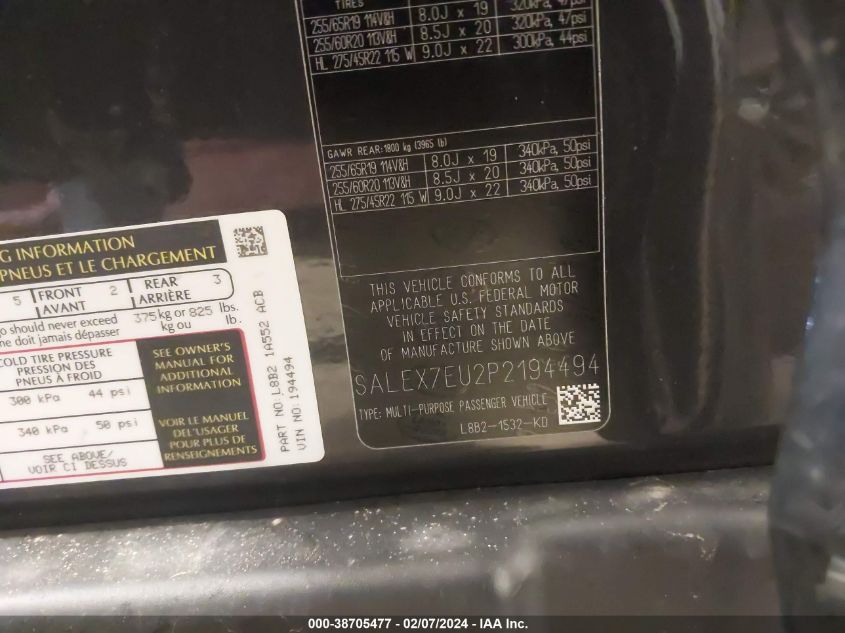 TIRES
255/65R19 114V&H 8.0J x 19 320kPa, 47psi
255/60R20 113V&H 8.5J x 20 320kPa, 47psi
HL 275/45R22 115 W 9.0J x 22 300kPa, 44psi
GAWR REAR: 1800 kg (3965 lb)
255/65R19 114V&H 8.0J x 19 340kPa, 50psi
255/60R20 113V&H 8.5J x 20 340kPa, 50psi
HL 275/45R22 115 W 9.0J x 22 340kPa, 50psi
THIS VEHICLE CONFORMS TO ALL
APPLICABLE U.S. FEDERAL MOTOR
VEHICLE SAFETY STANDARDS
IN EFFECT ON THE DATE
OF MANUFACTURE SHOWN ABOVE
SALEX7EU2P2194494
TYPE: MULTI-PURPOSE PASSENGER VEHICLE
L8B2-1532-KD
G INFORMATION
PNEUS ET LE CHARGEMENT
5 FRONT 2 REAR 3
AVANT ARRIÈRE
should never exceed 375 kg or 825 lbs.
ne doit jamais dépasser kg ou lb.
COLD TIRE PRESSURE
PRESSION DES
PNEUS À FROID
300 kPa 44 psi
340 kPa 50 psi
SEE ABOVE/
VOIR CI DESSUS
SEE OWNER'S
MANUAL FOR
ADDITIONAL
INFORMATION
VOIR LE MANUEL
DEL'USAGER
POUR PLUS DE
RENSEIGNEMENTS
PART NO. L8B2 1A552 ACB
VIN NO: 194494
000-38705477 - 02/07/2024 - IAA Inc.